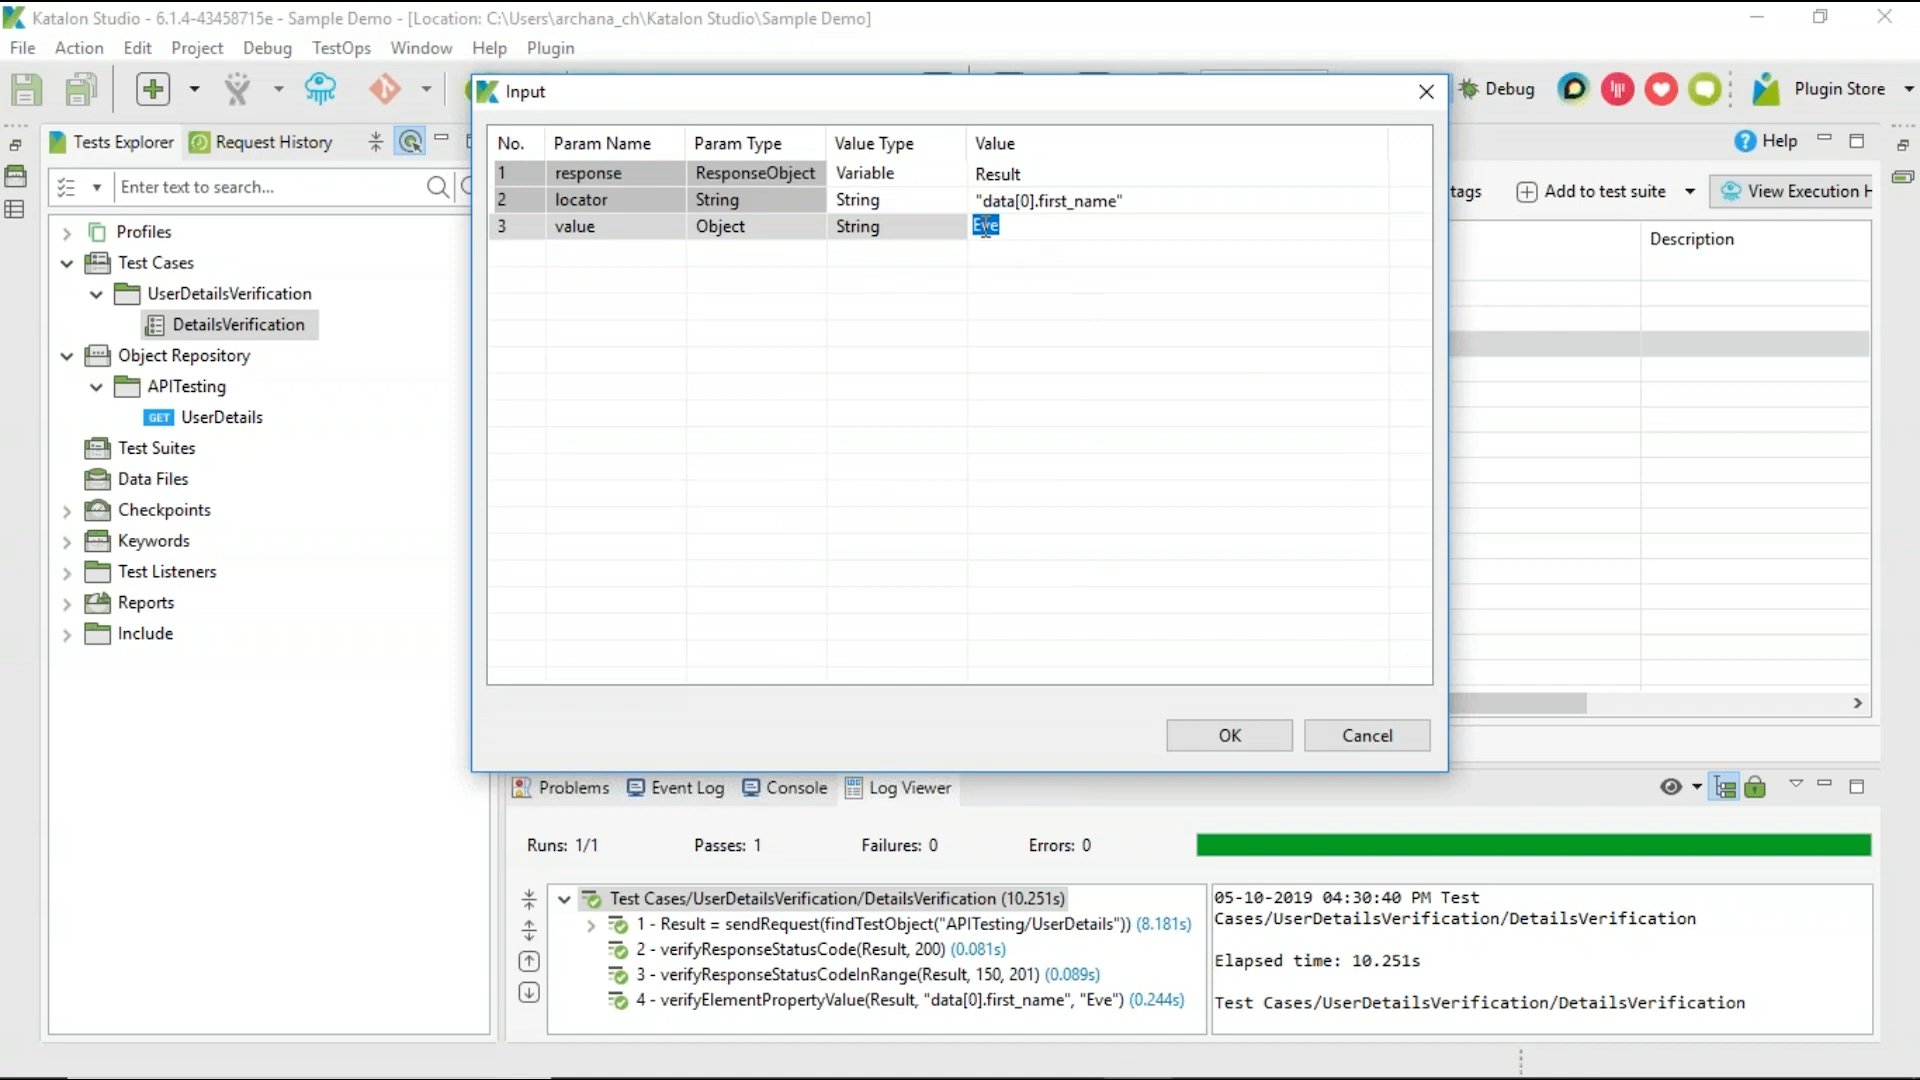 Katalon Studio - 6.1.4-43458715e - Sample Demo - [Location: C:\Users\archana_ch\Katalon Studio\Sample Demo]
File Action Edit Project Debug TestOps Window Help Plugin
Debug Plugin Store
Input
Tests Explorer Request History
Help
Enter text to search...
tags Add to test suite View Execution H
No. Param Name Param Type Value Type Value
1 response ResponseObject Variable Result
2 locator String String "data[0].first_name"
3 value Object String Eve
Description
Profiles
Test Cases
UserDetailsVerification
DetailsVerification
Object Repository
APITesting
GET UserDetails
Test Suites
Data Files
Checkpoints
Keywords
Test Listeners
Reports
Include
OK Cancel
Problems Event Log Console Log Viewer
Runs: 1/1 Passes: 1 Failures: 0 Errors: 0
Test Cases/UserDetailsVerification/DetailsVerification (10.251s)
1 - Result = sendRequest(findTestObject("APITesting/UserDetails")) (8.181s)
2 - verifyResponseStatusCode(Result, 200) (0.081s)
3 - verifyResponseStatusCodeInRange(Result, 150, 201) (0.089s)
4 - verifyElementPropertyValue(Result, "data[0].first_name", "Eve") (0.244s)
05-10-2019 04:30:40 PM Test
Cases/UserDetailsVerification/DetailsVerification
Elapsed time: 10.251s
Test Cases/UserDetailsVerification/DetailsVerification